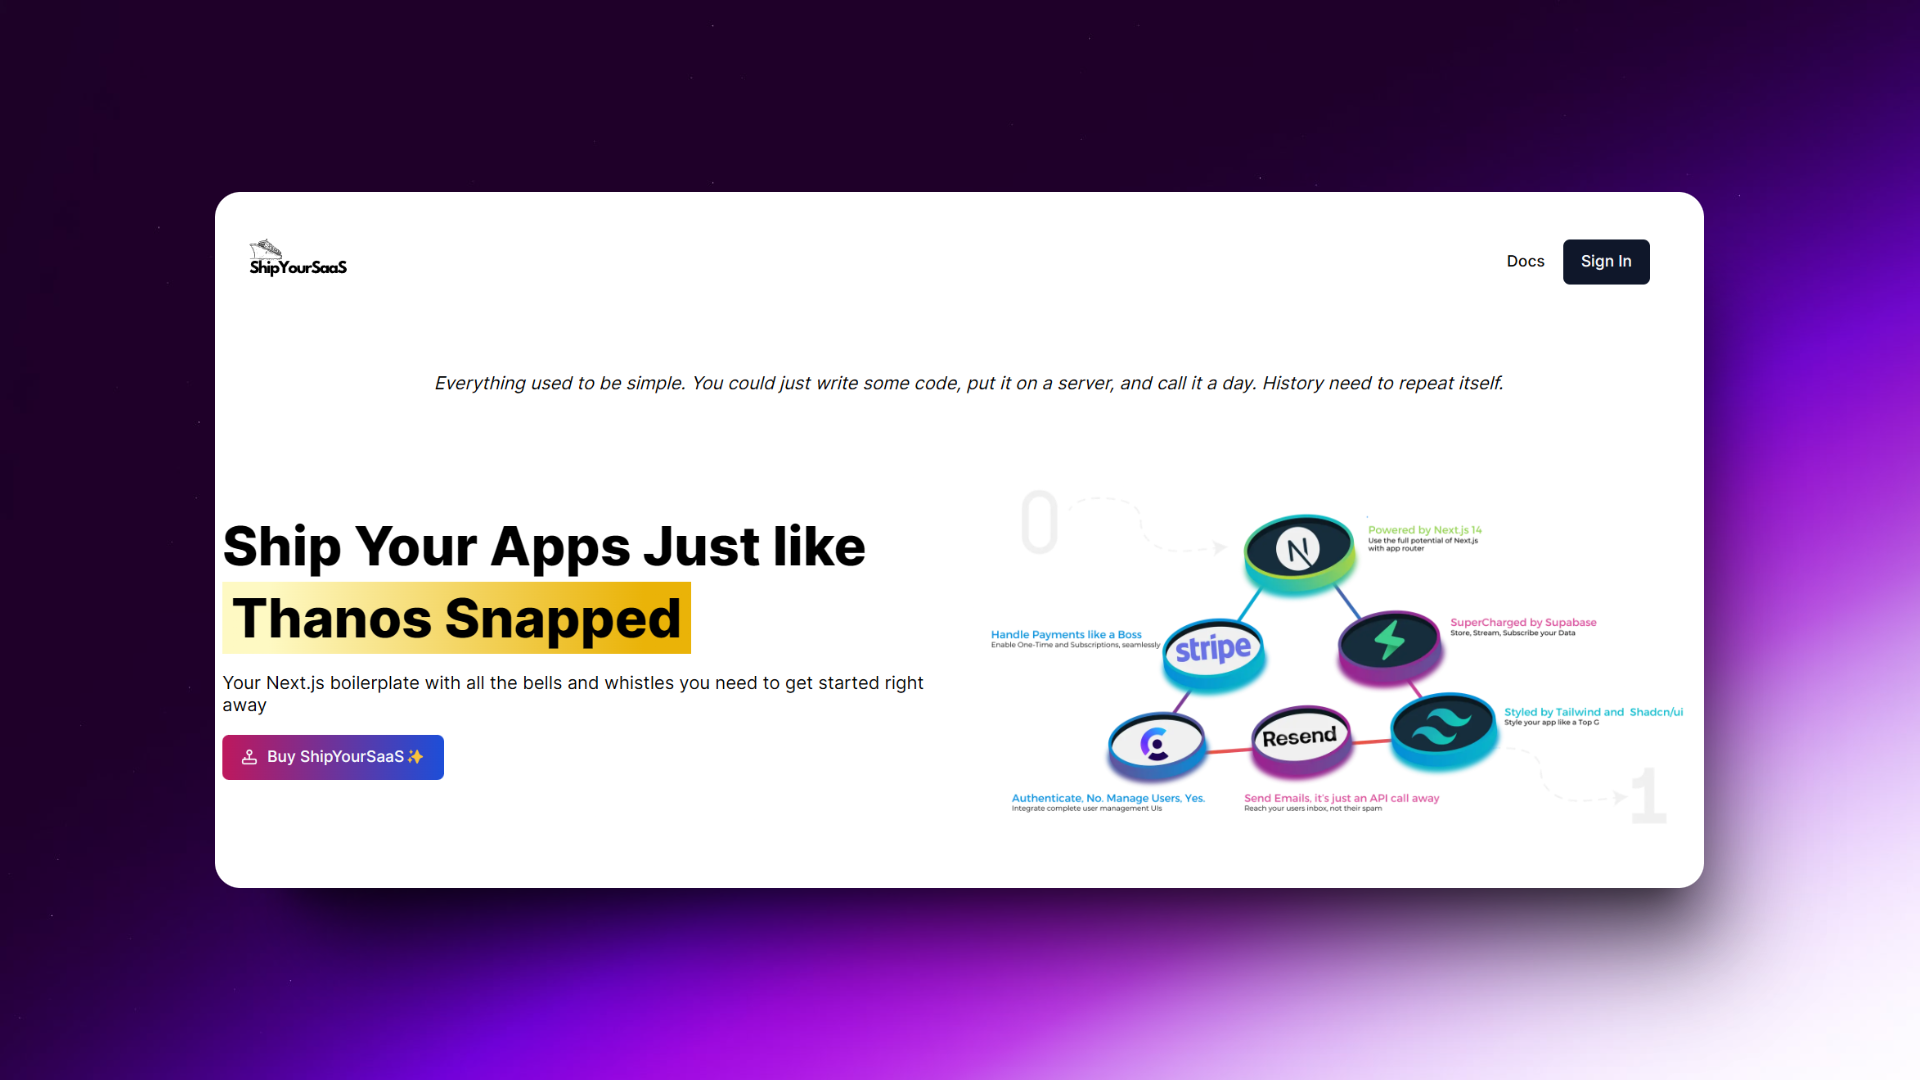 ShipYourSaaS
Docs
Sign In
Everything used to be simple. You could just write some code, put it on a server, and call it a day. History need to repeat itself.
Ship Your Apps Just like
Thanos Snapped
Your Next.js boilerplate with all the bells and whistles you need to get started right
away
Buy ShipYourSaaS✨
0
N
Powered by Next.js 14
Use the full potential of Next.js
with app router
SuperCharged by Supabase
Store, Stream, Subscribe your Data
Handle Payments like a Boss
Enable One-Time and Subscriptions, seamlessly
stripe
Styled by Tailwind and Shadcn/ui
Style your app like a Top G
Resend
Authenticate, No. Manage Users, Yes.
Integrate complete user management UIs
Send Emails, it's just an API call away
Reach your users inbox, not their spam
1